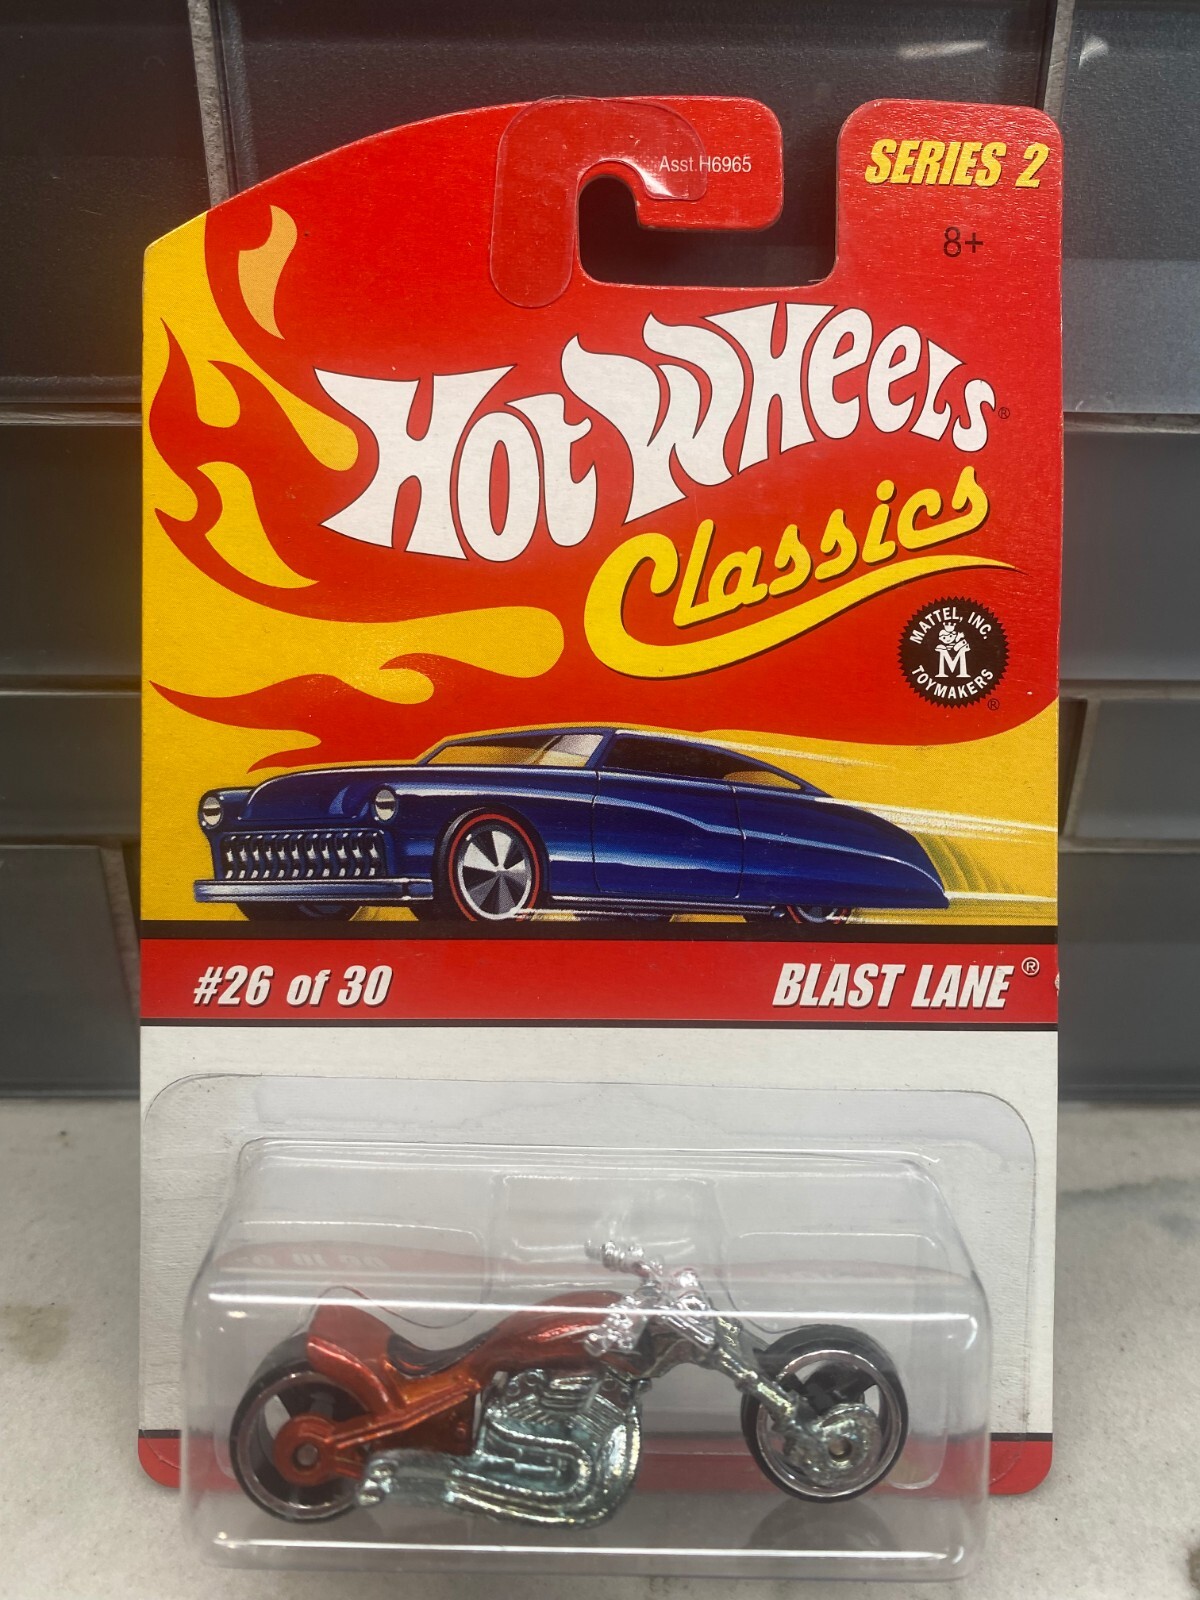 Asst.H6965
SERIES 2
8+
HOT WHEELS®
Classics
MATTEL, INC.
M
TOYMAKERS
®
#26 of 30
BLAST LANE®